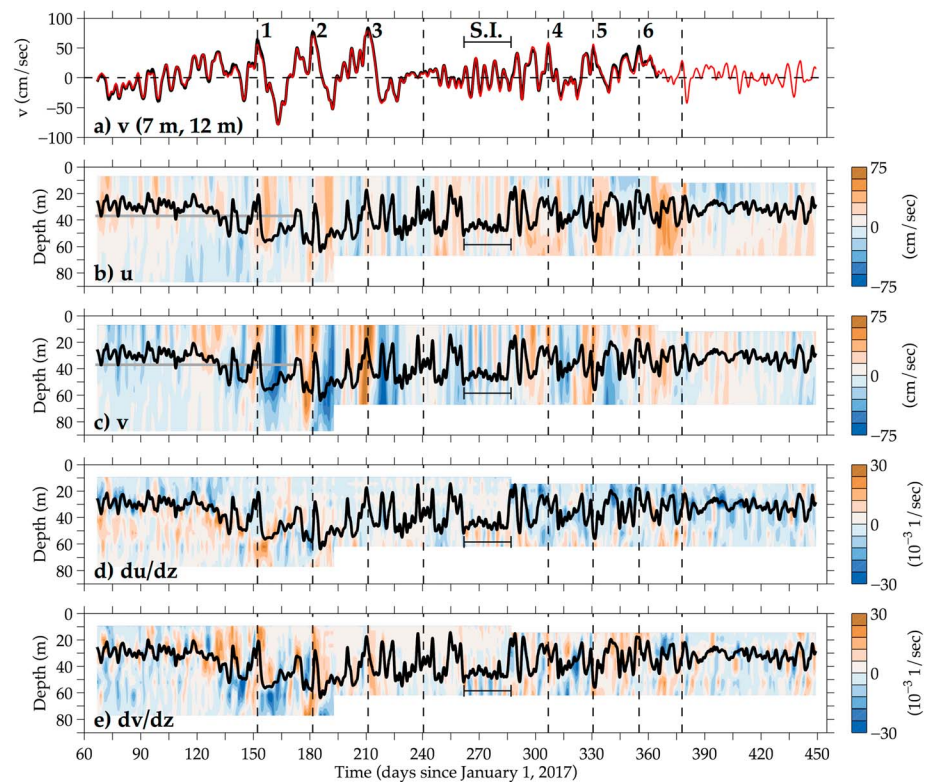 100
50
0
−50
−100
v (cm/sec)
1
2
3
S.I.
4
5
6
a) v (7 m, 12 m)
0
20
40
60
80
Depth (m)
b) u
75
0
−75
(cm/sec)
0
20
40
60
80
Depth (m)
c) v
75
0
−75
(cm/sec)
0
20
40
60
80
Depth (m)
d) du/dz
30
0
−30
(10⁻³ 1/sec)
0
20
40
60
80
Depth (m)
e) dv/dz
30
0
−30
(10⁻³ 1/sec)
60 90 120 150 180 210 240 270 300 330 360 390 420 450
Time (days since January 1, 2017)